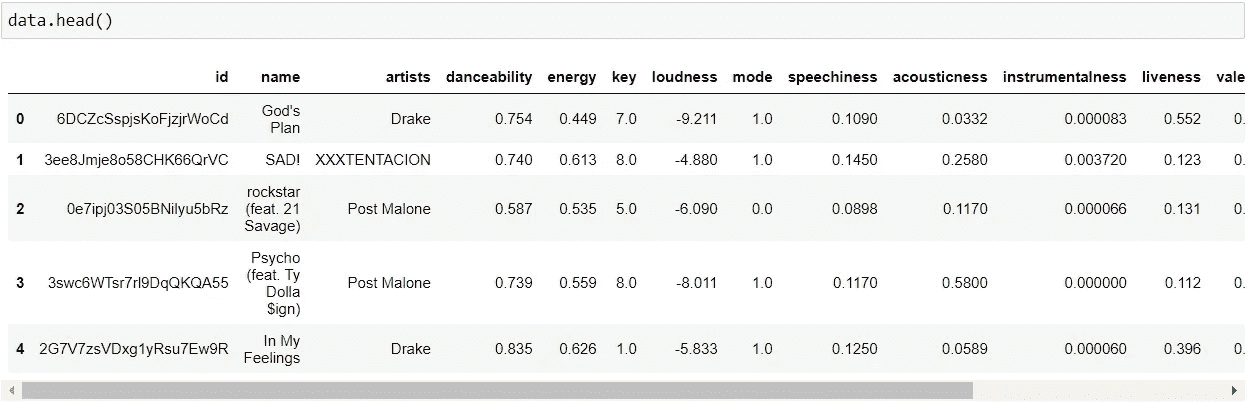 data.head()
id name artists danceability energy key loudness mode speechiness acousticness instrumentalness liveness vale
0 6DCZcSspjsKoFjzjrWoCd God's Plan Drake 0.754 0.449 7.0 -9.211 1.0 0.1090 0.0332 0.000083 0.552 0.
1 3ee8Jmje8o58CHK66QrVC SAD! XXXTENTACION 0.740 0.613 8.0 -4.880 1.0 0.1450 0.2580 0.003720 0.123 0.
2 0e7ipj03S05BNilyu5bRz rockstar (feat. 21 Savage) Post Malone 0.587 0.535 5.0 -6.090 0.0 0.0898 0.1170 0.000066 0.131 0.
3 3swc6WTsr7rl9DqQKQA55 Psycho (feat. Ty Dolla $ign) Post Malone 0.739 0.559 8.0 -8.011 1.0 0.1170 0.5800 0.000000 0.112 0.
4 2G7V7zsVDxg1yRsu7Ew9R In My Feelings Drake 0.835 0.626 1.0 -5.833 1.0 0.1250 0.0589 0.000060 0.396 0.